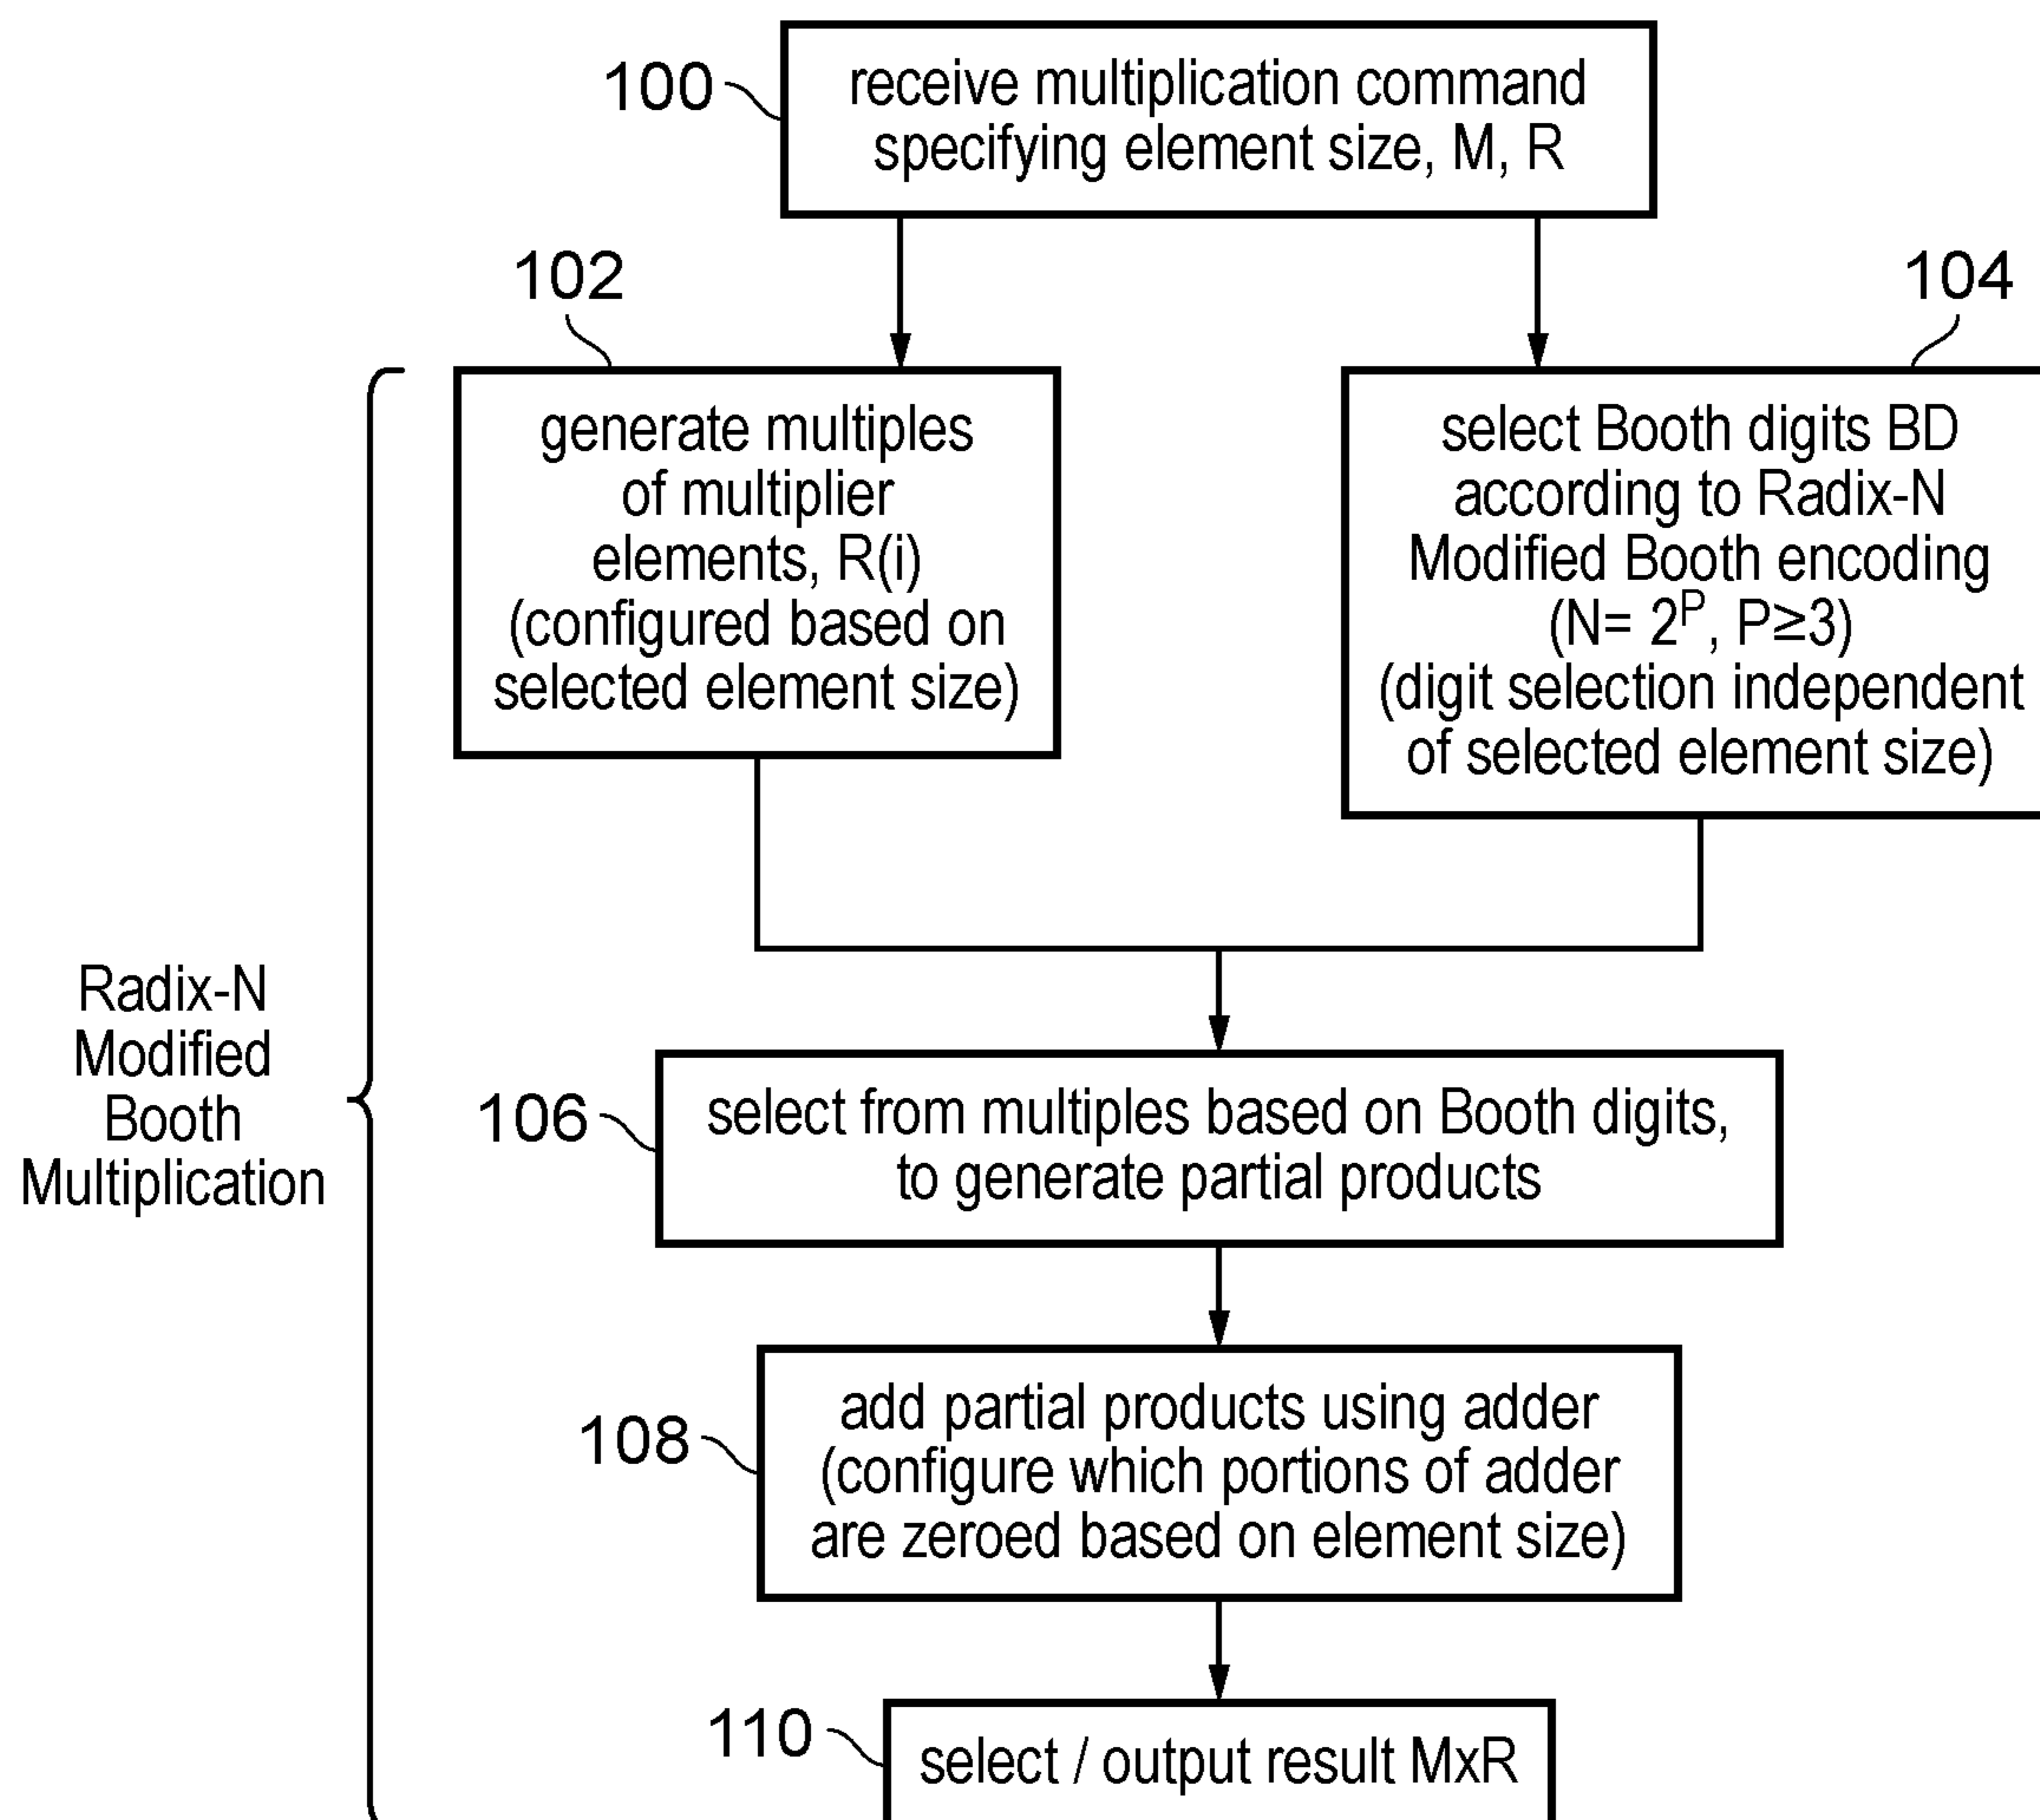 100
receive multiplication command
specifying element size, M, R
102
104
generate multiples
of multiplier
elements, R(i)
(configured based on
selected element size)
select Booth digits BD
according to Radix-N
Modified Booth encoding
(N= 2^P, P≥3)
(digit selection independent
of selected element size)
Radix-N
Modified
Booth
Multiplication
106
select from multiples based on Booth digits,
to generate partial products
108
add partial products using adder
(configure which portions of adder
are zeroed based on element size)
110
select / output result MxR